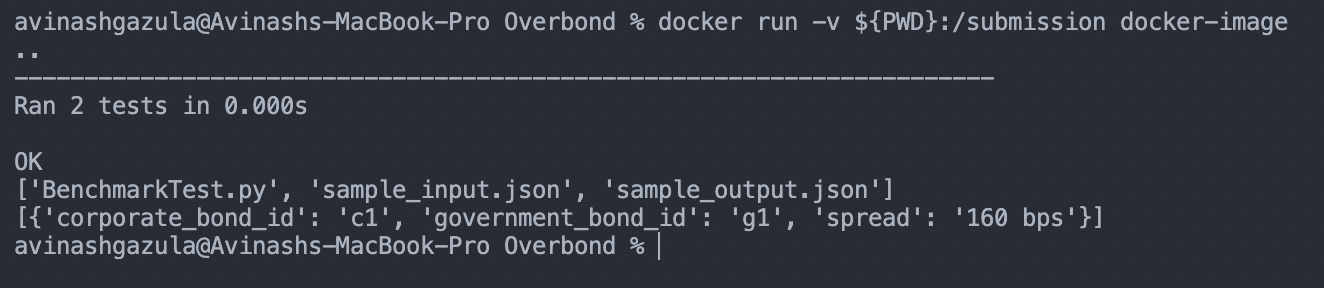 avinashgazula@Avinashs-MacBook-Pro Overbond % docker run -v ${PWD}:/submission docker-image
..
----------------------------------------------------------------------
Ran 2 tests in 0.000s
OK
['BenchmarkTest.py', 'sample_input.json', 'sample_output.json']
[{'corporate_bond_id': 'c1', 'government_bond_id': 'g1', 'spread': '160 bps'}]
avinashgazula@Avinashs-MacBook-Pro Overbond %